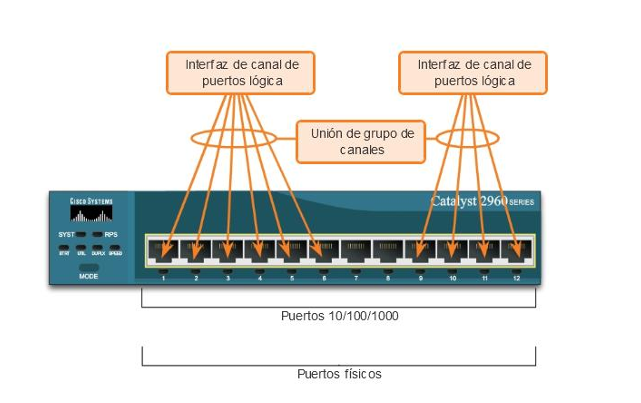 Interfaz de canal de
puertos lógica
Interfaz de canal de
puertos lógica
Unión de grupo de
canales
CISCO SYSTEMS
Catalyst 2960 SERIES
SYST RPS
STAT UTIL DUPLX SPEED
MODE
1 2 3 4 5 6 7 8 9 10 11 12
Puertos 10/100/1000
Puertos físicos